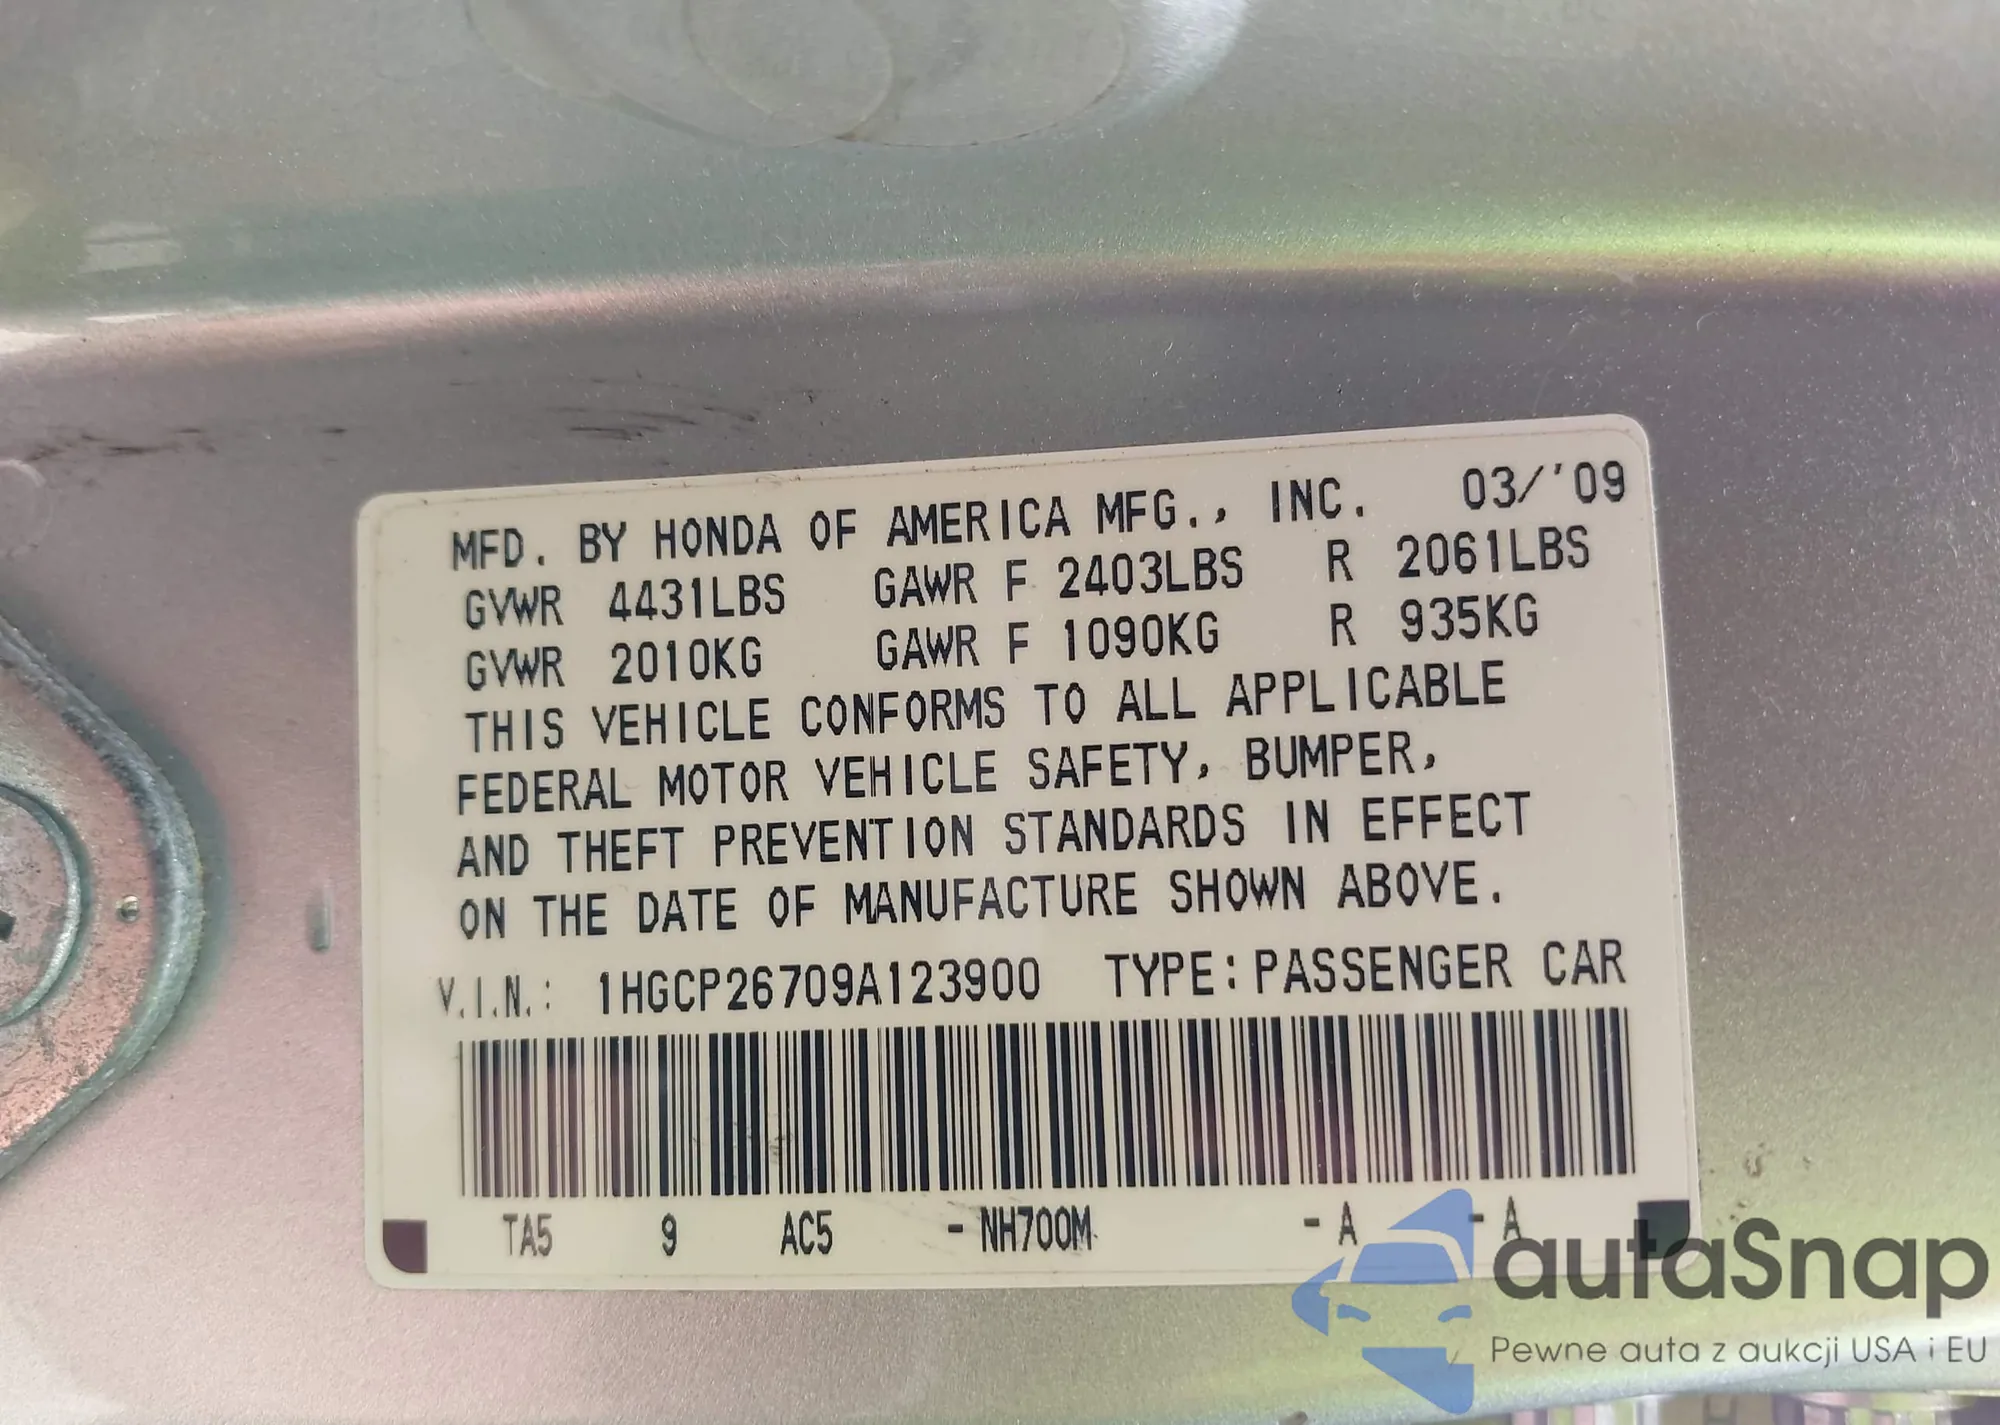 MFD. BY HONDA OF AMERICA MFG., INC. 03/'09
GVWR 4431LBS GAWR F 2403LBS R 2061LBS
GVWR 2010KG GAWR F 1090KG R 935KG
THIS VEHICLE CONFORMS TO ALL APPLICABLE
FEDERAL MOTOR VEHICLE SAFETY, BUMPER,
AND THEFT PREVENTION STANDARDS IN EFFECT
ON THE DATE OF MANUFACTURE SHOWN ABOVE.
V.I.N.: 1HGCP26709A123900 TYPE:PASSENGER CAR
TA5 9 AC5 - NH700M - A - A
autaSnap
Pewne auta z aukcji USA i EU